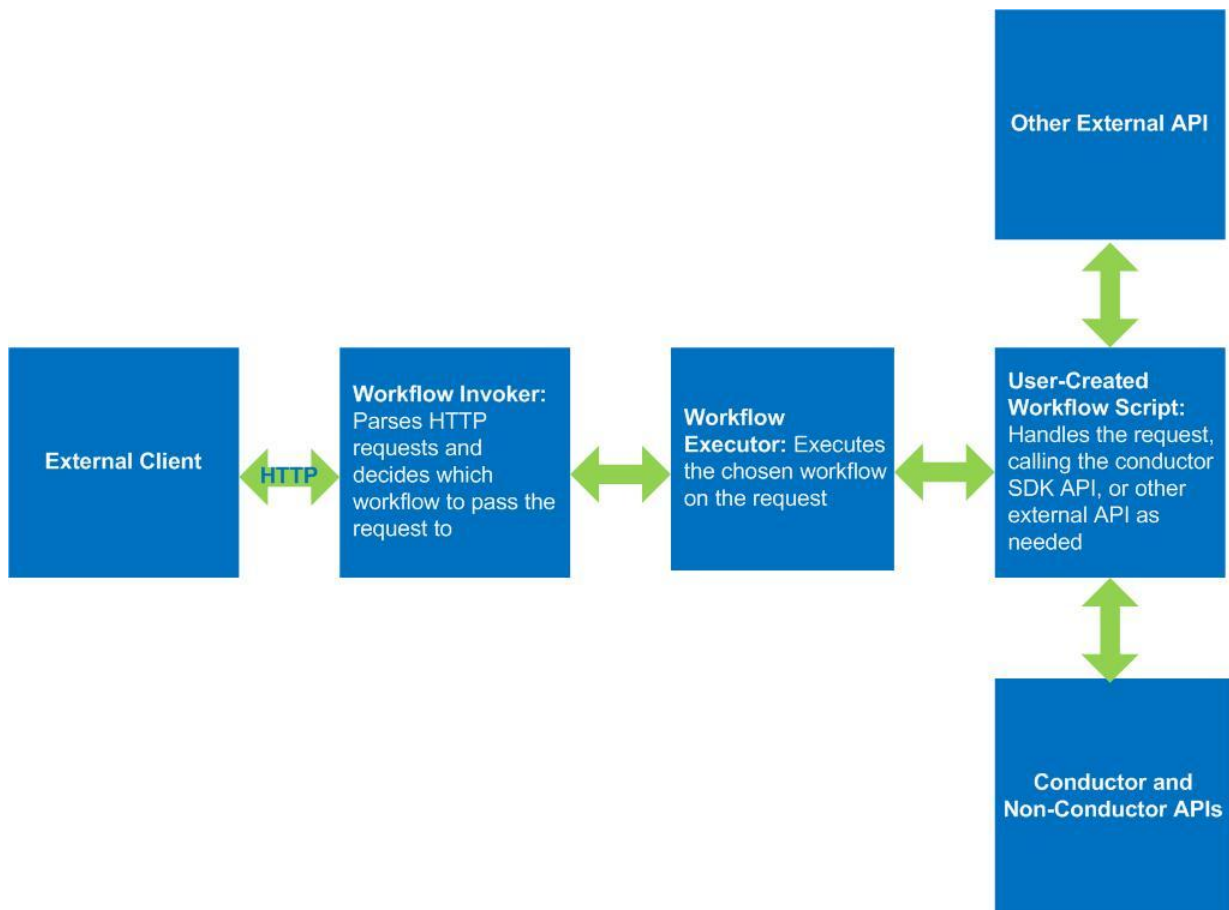 Other External API
External Client
HTTP
Workflow Invoker:
Parses HTTP
requests and
decides which
workflow to pass the
request to
Workflow
Executor: Executes
the chosen workflow
on the request
User-Created
Workflow Script:
Handles the request,
calling the conductor
SDK API, or other
external API as
needed
Conductor and
Non-Conductor APIs